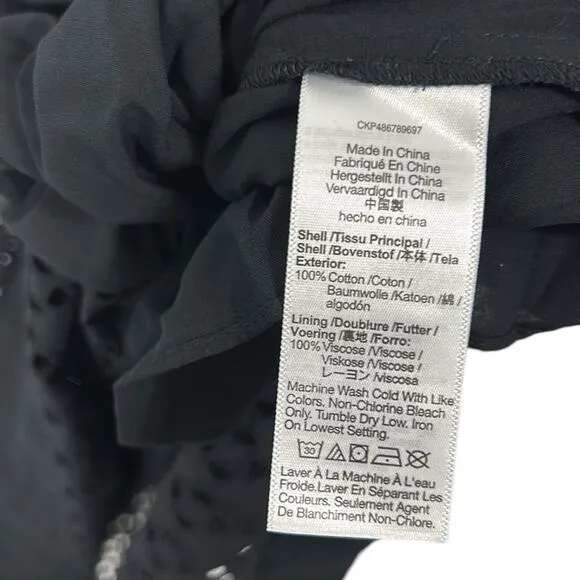 CKP486789697
Made In China
Fabriqué En Chine
Hergestellt In China
Vervaardigd In China
中国製
hecho en china
Shell /Tissu Principal /
Shell /Bovenstof /本体 /Tela
Exterior:
100% Cotton /Coton /
Baumwolle /Katoen /綿 /
algodón
Lining /Doublure /Futter /
Voering /裏地 /Forro:
100% Viscose /Viscose /
Viskose /Viscose /
レーヨン /Viscosa
Machine Wash Cold With Like
Colors. Non-Chlorine Bleach
Only. Tumble Dry Low. Iron
On Lowest Setting.
30
Laver À La Machine À L'eau
Froide.Laver En Séparant Les
Couleurs. Seulement Agent
De Blanchiment Non-Chlore.